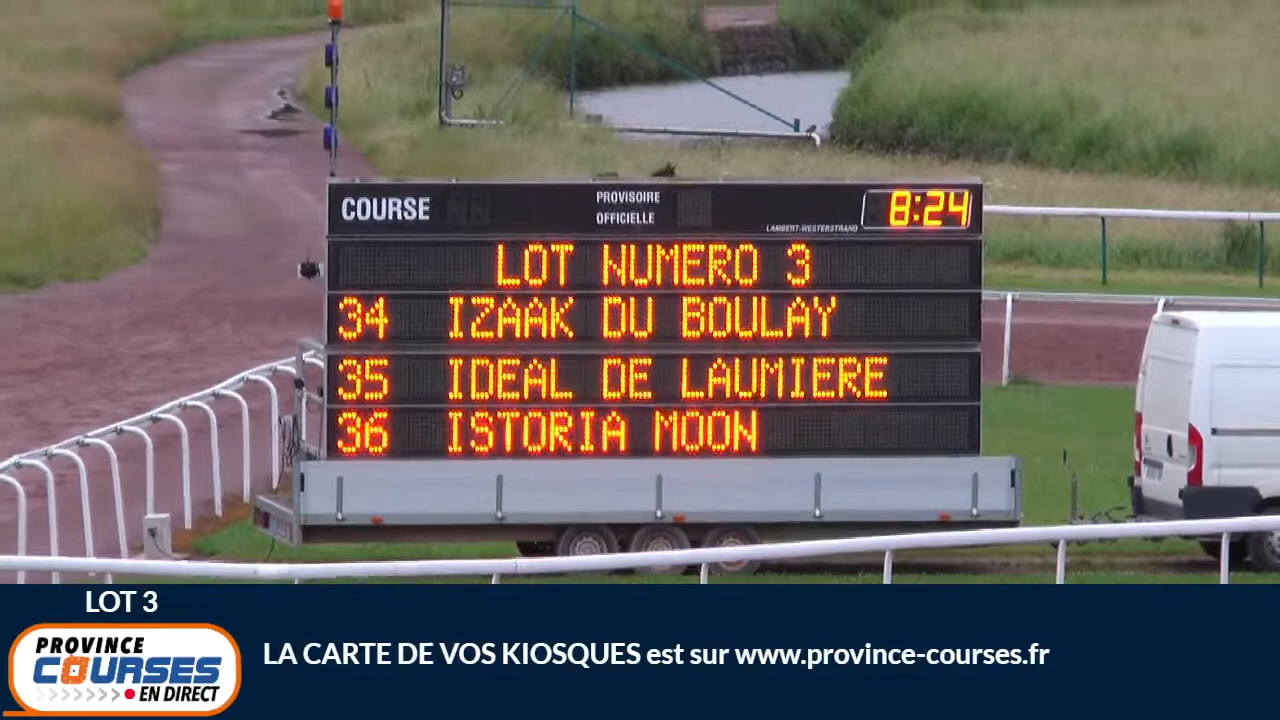 COURSE
PROVISOIRE
OFFICIELLE
8:24
LAMBERT-WESTERSTRAND
LOT NUMERO 3
34 IZAAK DU BOULAY
35 IDEAL DE LAUMIERE
36 ISTORIA MOON
LOT 3
PROVINCE
COURSES
EN DIRECT
LA CARTE DE VOS KIOSQUES est sur www.province-courses.fr